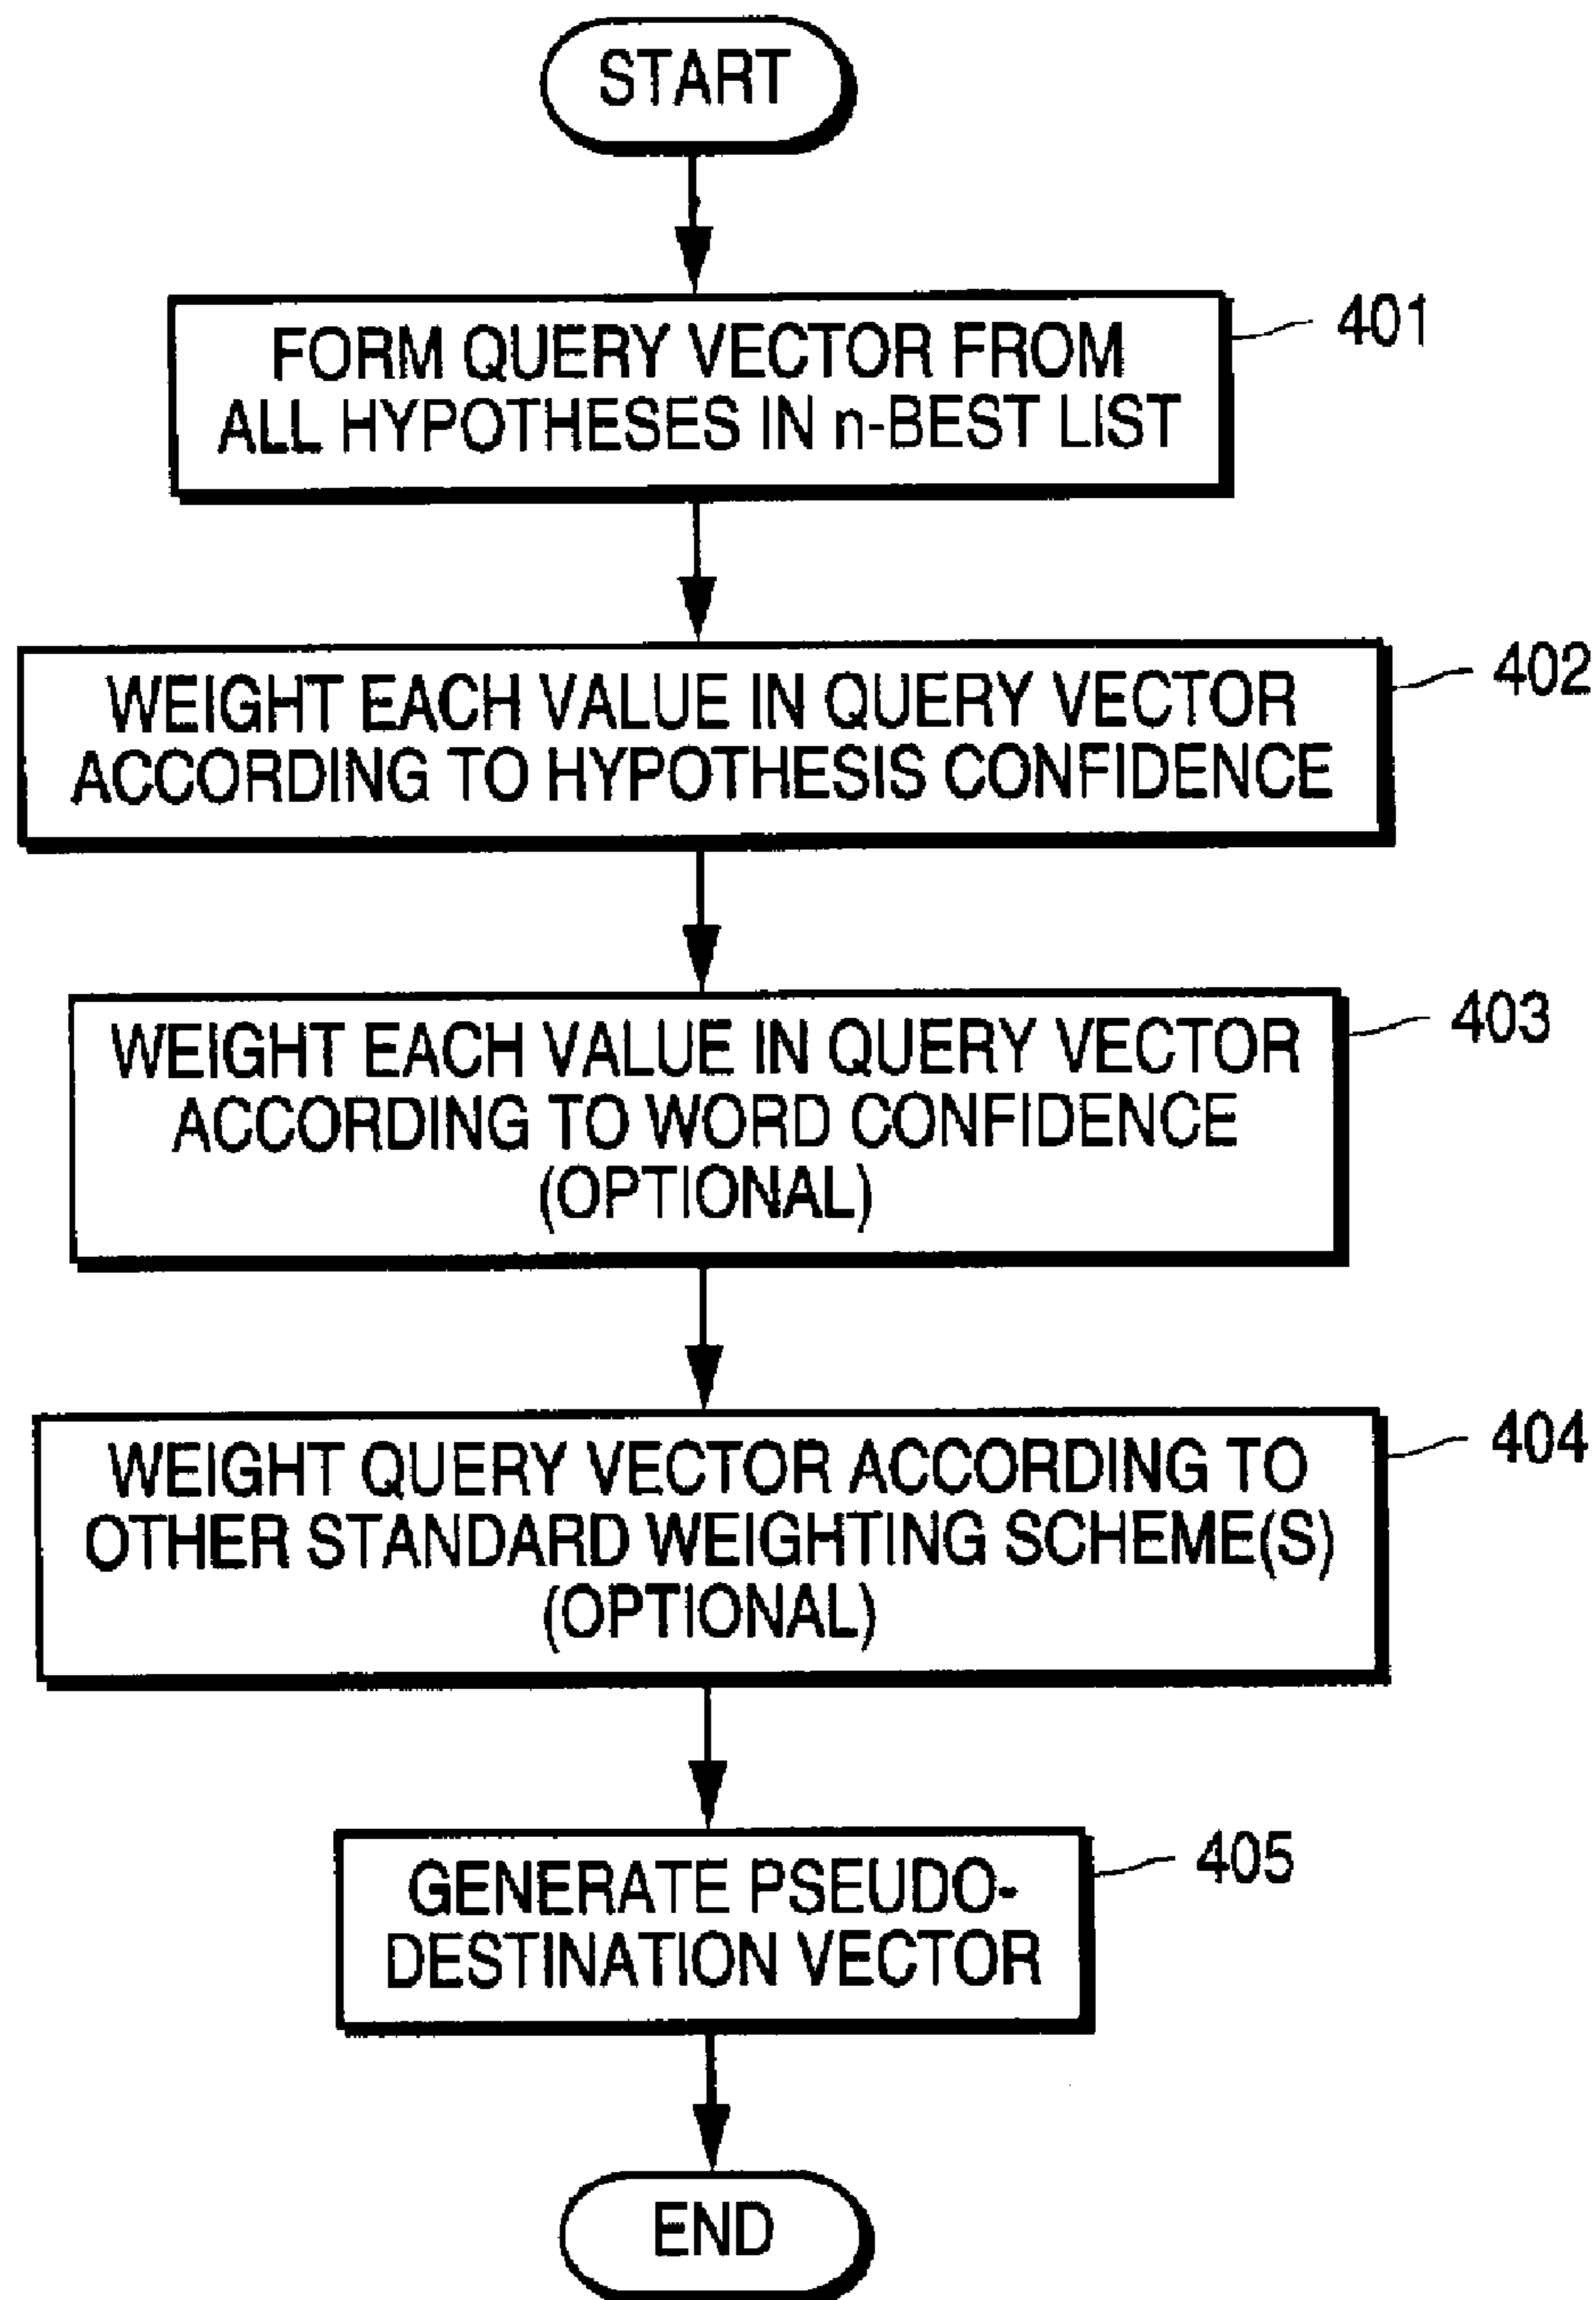 START
FORM QUERY VECTOR FROM
ALL HYPOTHESES IN n-BEST LIST
401
WEIGHT EACH VALUE IN QUERY VECTOR
ACCORDING TO HYPOTHESIS CONFIDENCE
402
WEIGHT EACH VALUE IN QUERY VECTOR
ACCORDING TO WORD CONFIDENCE
(OPTIONAL)
403
WEIGHT QUERY VECTOR ACCORDING TO
OTHER STANDARD WEIGHTING SCHEME(S)
(OPTIONAL)
404
GENERATE PSEUDO-
DESTINATION VECTOR
405
END